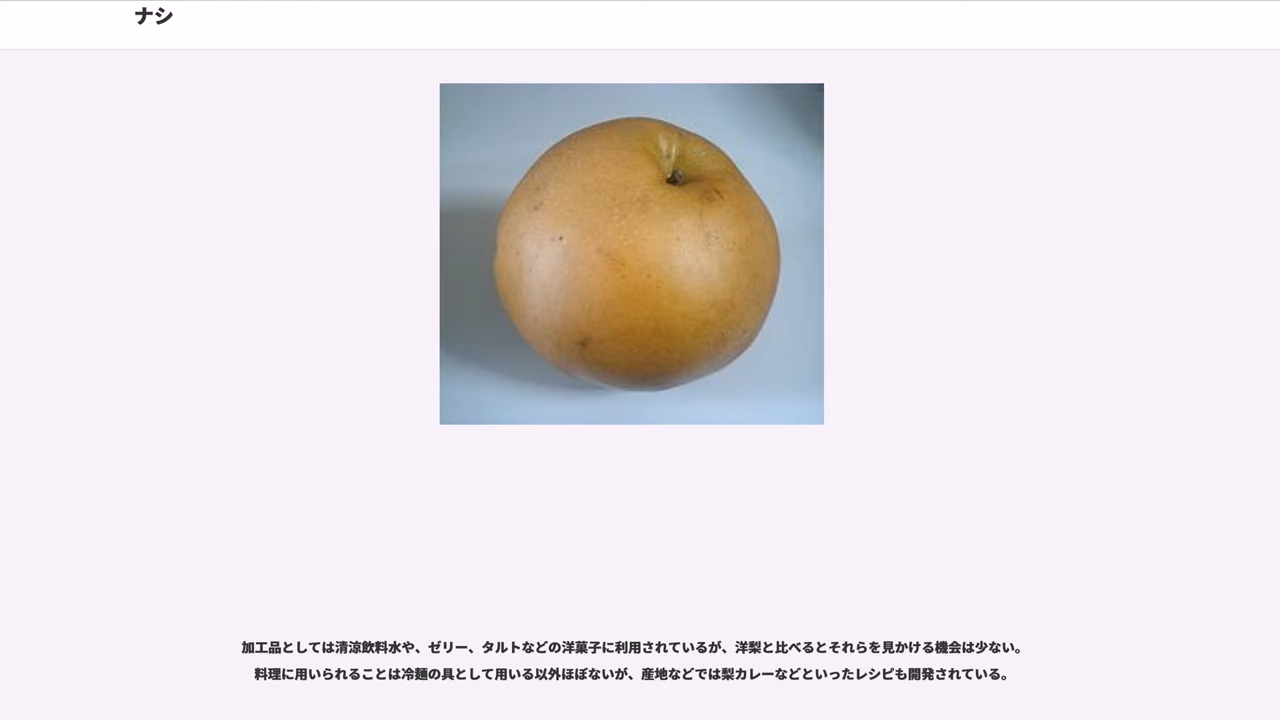 ナシ
加工品としては清涼飲料水や、ゼリー、タルトなどの洋菓子に利用されているが、洋梨と比べるとそれらを見かける機会は少ない。
料理に用いられることは冷麺の具として用いる以外ほぼないが、産地などでは梨カレーなどといったレシピも開発されている。